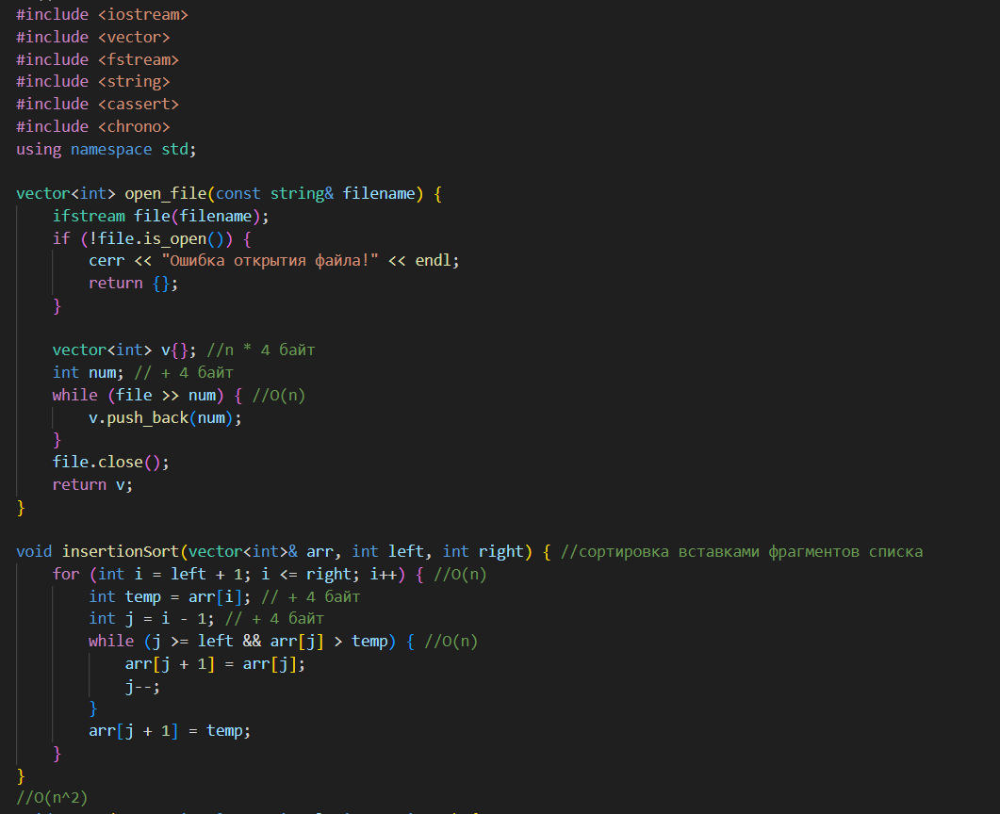 #include <iostream>
#include <vector>
#include <fstream>
#include <string>
#include <cassert>
#include <chrono>
using namespace std;

vector<int> open_file(const string& filename) {
    ifstream file(filename);
    if (!file.is_open()) {
        cerr << "Ошибка открытия файла!" << endl;
        return {};
    }

    vector<int> v{}; //n * 4 байт
    int num; // + 4 байт
    while (file >> num) { //O(n)
        v.push_back(num);
    }
    file.close();
    return v;
}

void insertionSort(vector<int>& arr, int left, int right) { //сортировка вставками фрагментов списка
    for (int i = left + 1; i <= right; i++) { //O(n)
        int temp = arr[i]; // + 4 байт
        int j = i - 1; // + 4 байт
        while (j >= left && arr[j] > temp) { //O(n)
            arr[j + 1] = arr[j];
            j--;
        }
        arr[j + 1] = temp;
    }
}
//O(n^2)